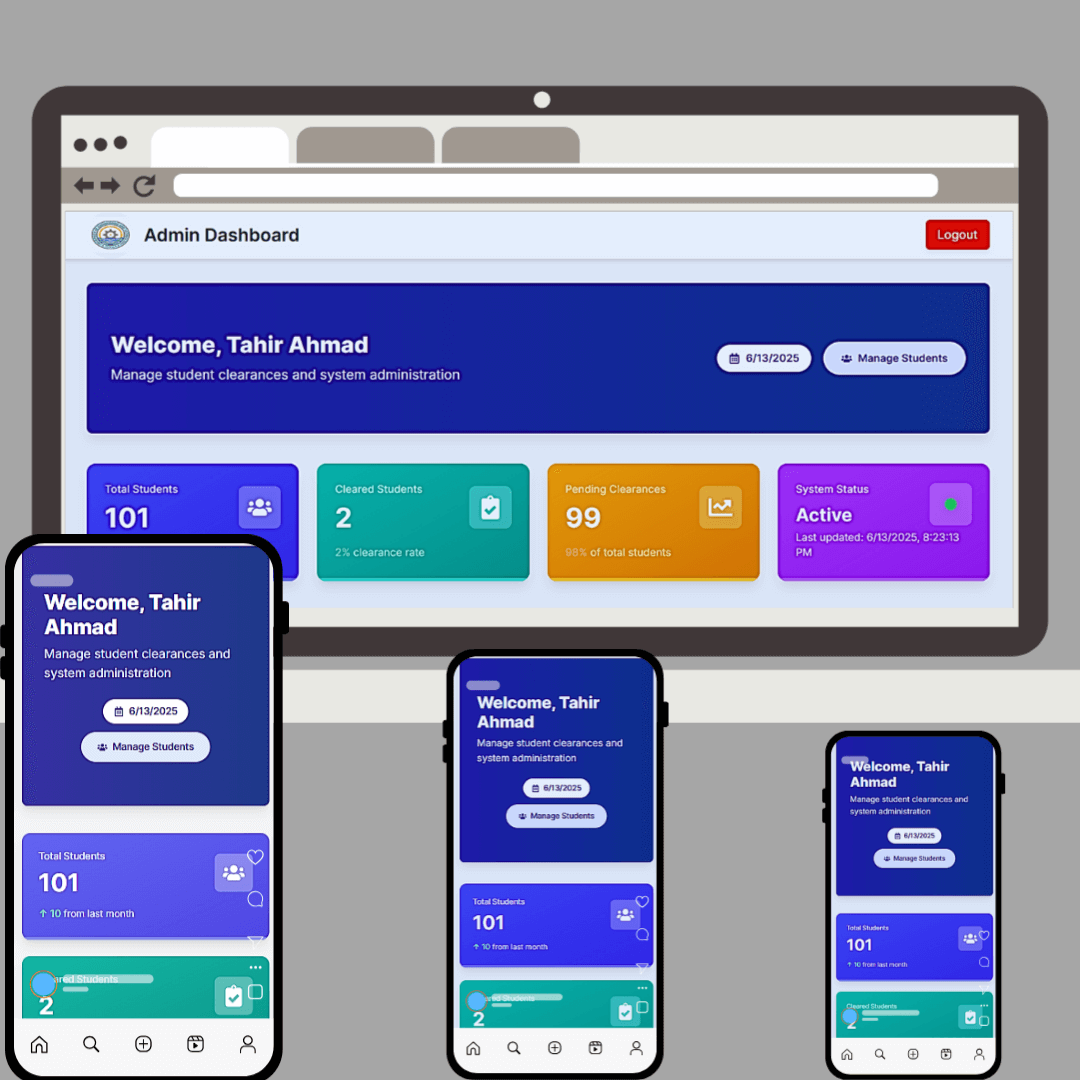 Admin Dashboard
Logout
Welcome, Tahir Ahmad
Manage student clearances and system administration
6/13/2025
Manage Students
Total Students
101
Cleared Students
2
2% clearance rate
Pending Clearances
99
98% of total students
System Status
Active
Last updated: 6/13/2025, 8:23:13
PM
Welcome, Tahir
Ahmad
Manage student clearances and
system administration
6/13/2025
Manage Students
Total Students
101
↑ 10 from last month
ared Students
2
Welcome, Tahir
Ahmad
Manage student clearances and
system administration
6/13/2025
Manage Students
Total Students
101
↑ 10 from last month
ared Students
2
Welcome, Tahir
Ahmad
Manage student clearances and
system administration
6/13/2025
Manage Students
Total Students
101
↑ 10 from last month
Cleared Students
2